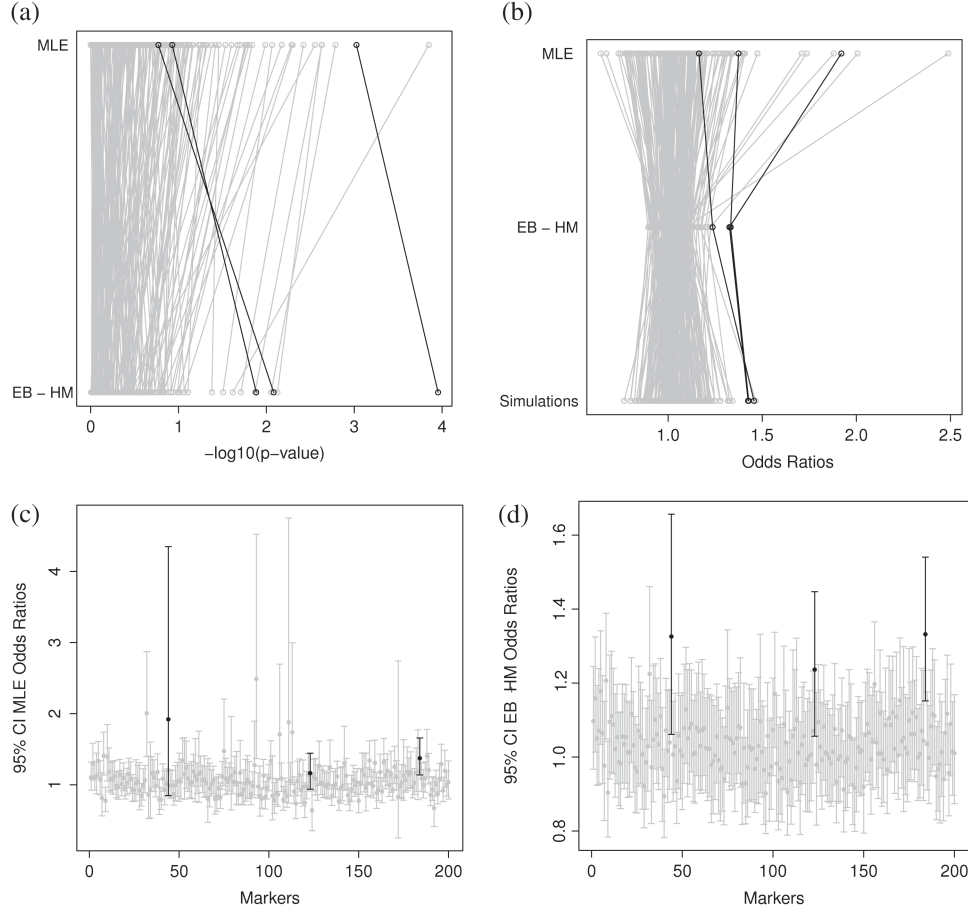 (a)
MLE
EB – HM
0 1 2 3 4
–log10(p–value)
(b)
MLE
EB – HM
Simulations
1.0 1.5 2.0 2.5
Odds Ratios
(c)
95% CI MLE Odds Ratios
4
3
2
1
0 50 100 150 200
Markers
(d)
95% CI EB -HM Odds Ratios
1.6
1.4
1.2
1.0
0.8
0 50 100 150 200
Markers